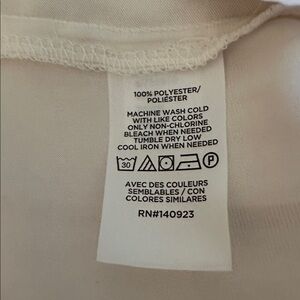 100% POLYESTER/
POLIÉSTER
MACHINE WASH COLD
WITH LIKE COLORS
ONLY NON-CHLORINE
BLEACH WHEN NEEDED
TUMBLE DRY LOW
COOL IRON WHEN NEEDED
30 P
AVEC DES COULEURS
SEMBLABLES / CON
COLORES SIMILARES
RN#140923